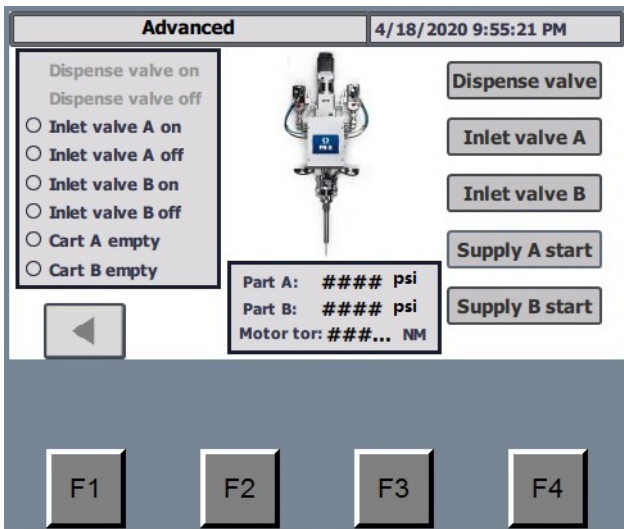 Advanced
4/18/2020 9:55:21 PM
Dispense valve on
Dispense valve off
Inlet valve A on
Inlet valve A off
Inlet valve B on
Inlet valve B off
Cart A empty
Cart B empty
PR-X
Dispense valve
Inlet valve A
Inlet valve B
Supply A start
Supply B start
Part A: #### psi
Part B: #### psi
Motor tor: ###... NM
F1 F2 F3 F4